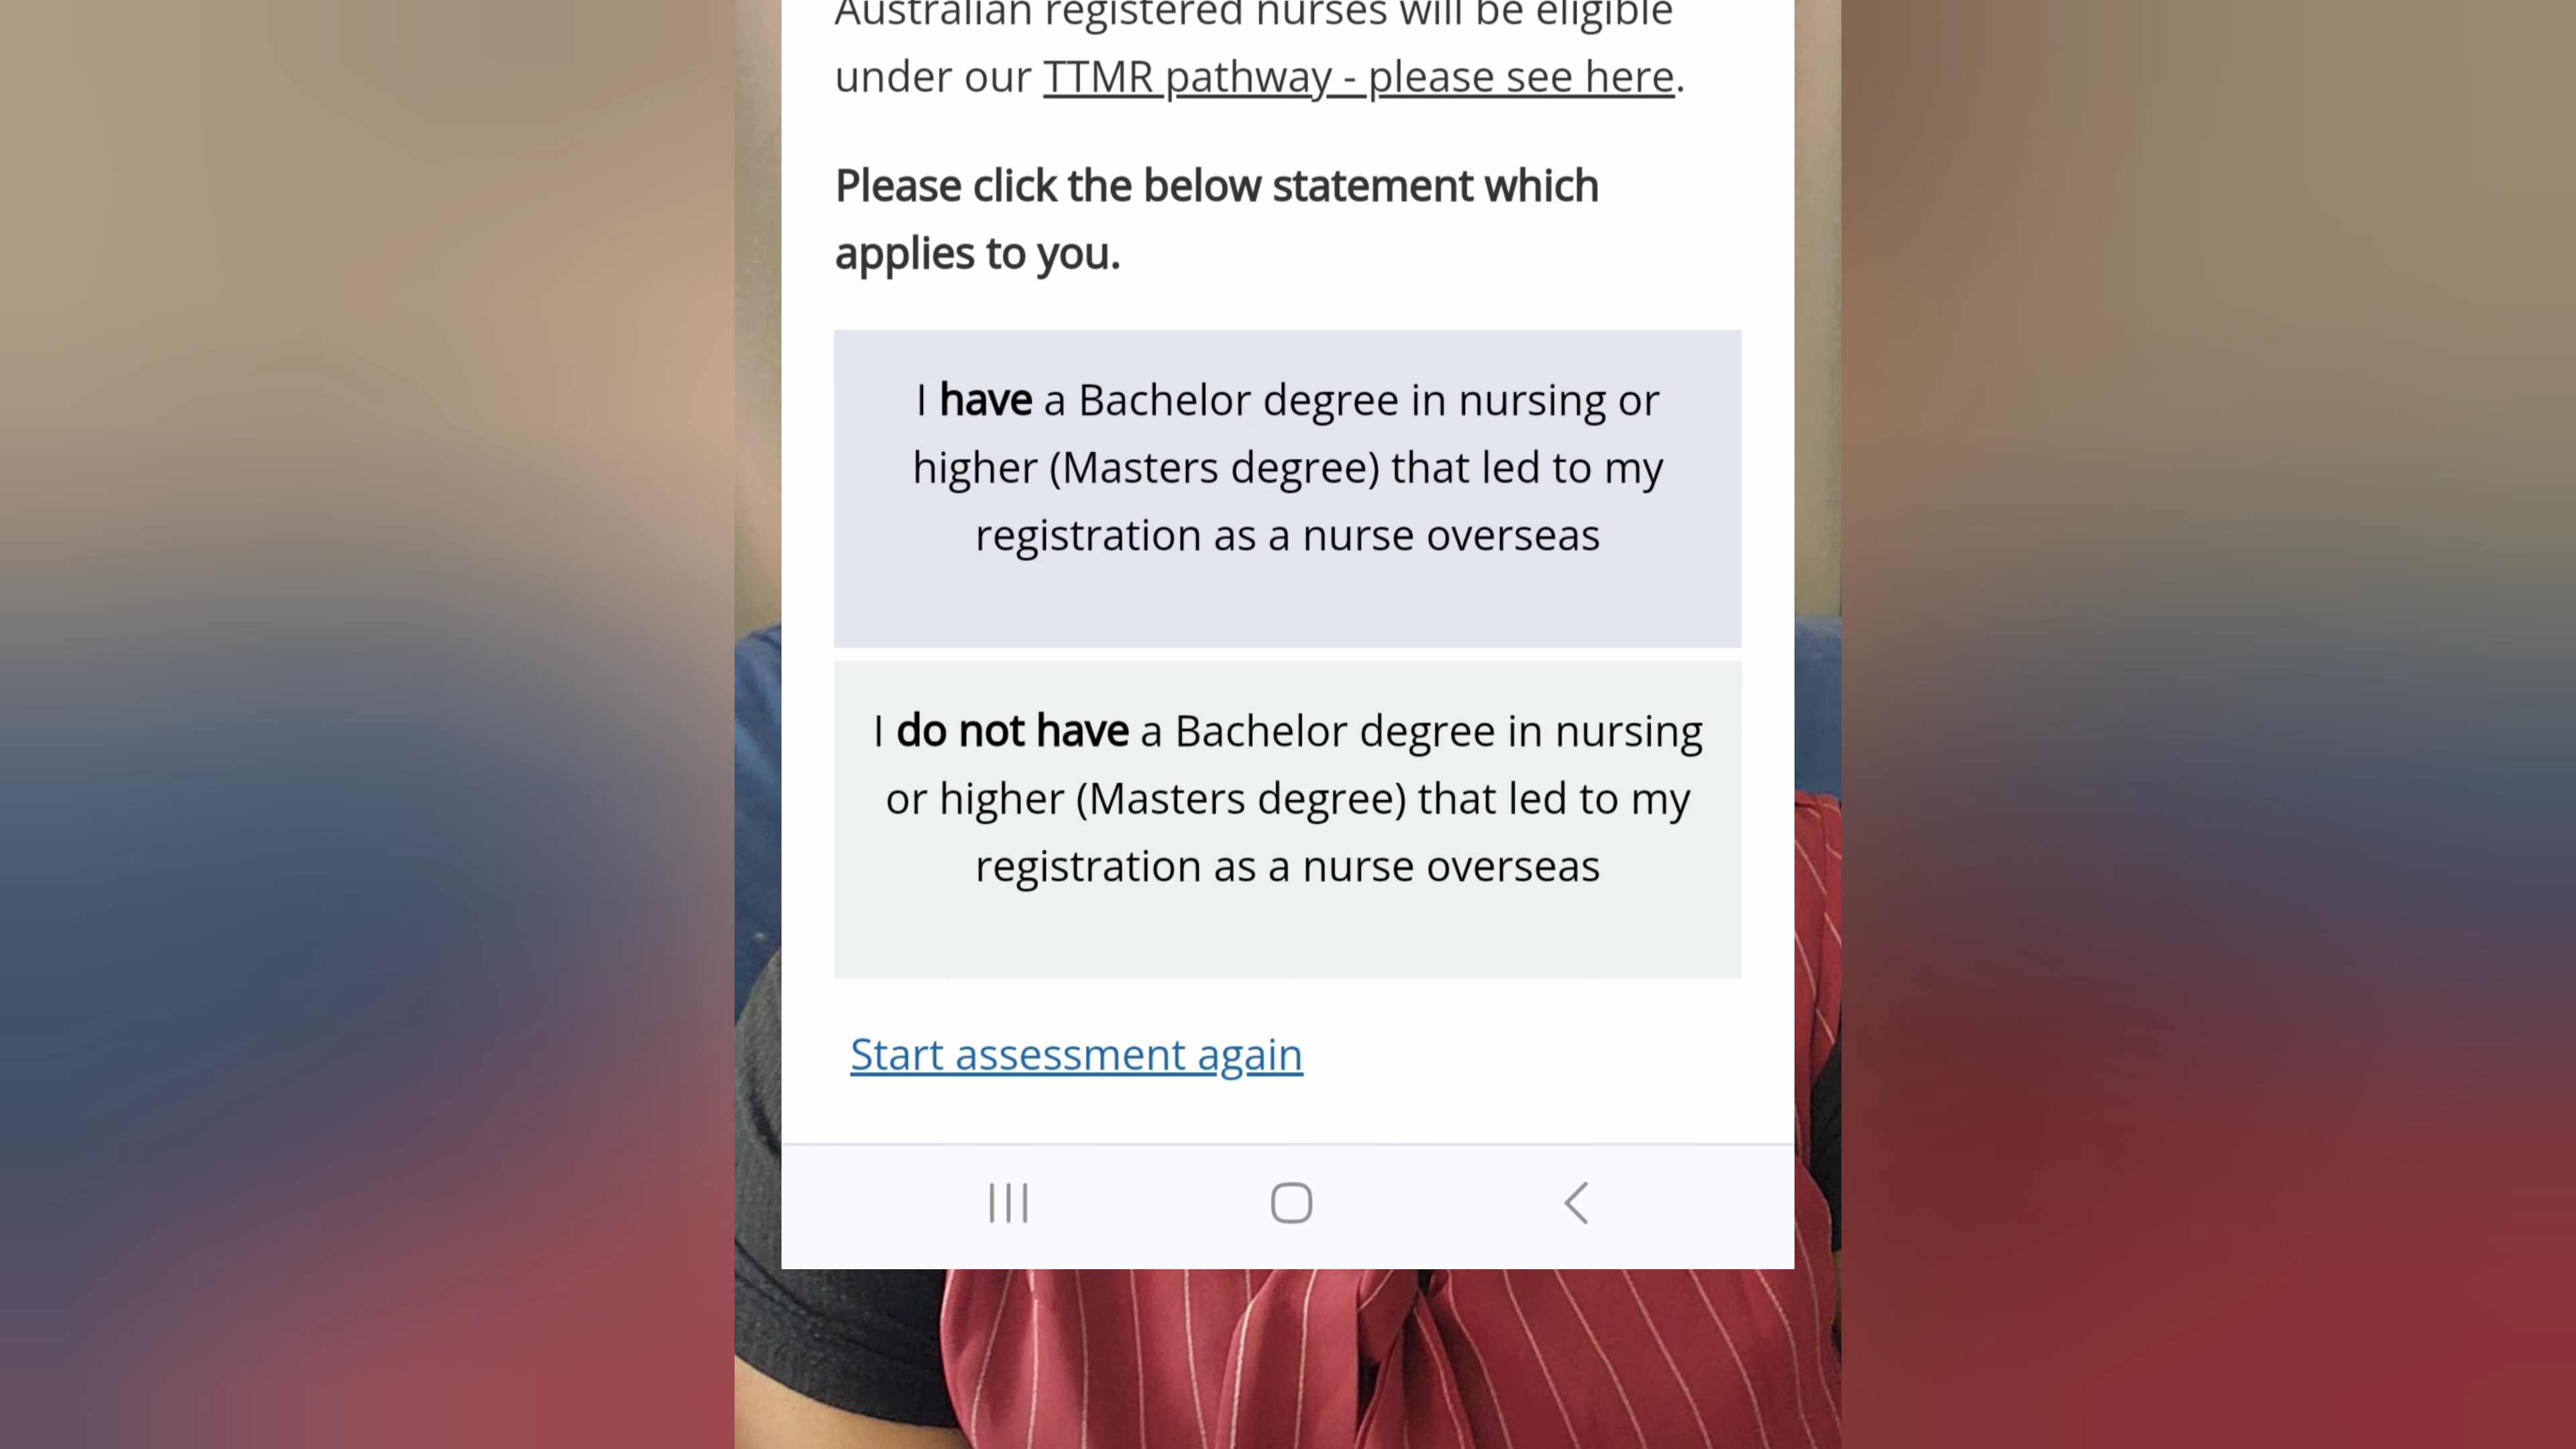 Australian registered nurses will be eligible
under our TTMR pathway - please see here.
Please click the below statement which
applies to you.
I have a Bachelor degree in nursing or
higher (Masters degree) that led to my
registration as a nurse overseas
I do not have a Bachelor degree in nursing
or higher (Masters degree) that led to my
registration as a nurse overseas
Start assessment again